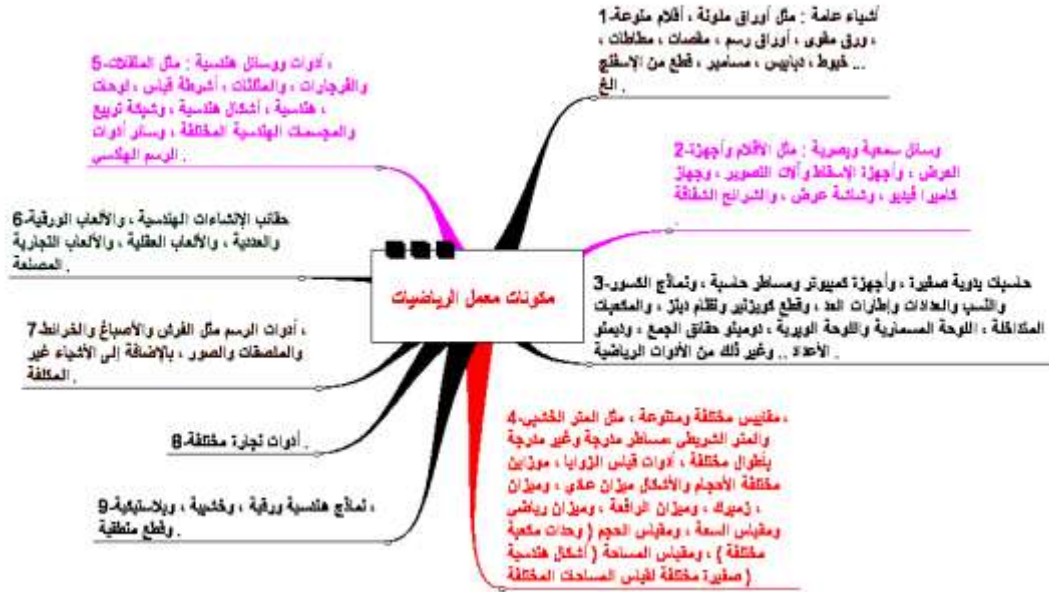 مكونات معمل الرياضيات
1-أشياء عامة : مثل أوراق ملونة ، أقلام منوعة
، ورق مقوى ، أوراق رسم ، مقصات ، مطاطات ،
خيوط ، دبابيس ، مسامير ، قطع من الإسفنج ...
الخ .
2-وسائل سمعية وبصرية : مثل الأفلام وأجهزة
العرض ، وأجهزة الإسقاط وآلات التصوير ، وجهاز
كاميرا فيديو ، وشاشة عرض ، والشرائح الشفافة
.
3-حاسبات يدوية صغيرة ، وأجهزة كمبيوتر ومساطر حاسبة ، ونماذج الكسور
والنسب والعدادات وإطارات العد ، وقطع كويزنير ونظام دينز ، والمكعبات
المتداخلة ، اللوحة المسمارية واللوحة الوبرية ، دومينو حقائق الجمع ، ودمينو
الأعداد .. وغير ذلك من الأدوات الرياضية .
4-مقاييس مختلفة ومتنوعة ، مثل المتر الخشبي ،
والمتر الشريطي ،مساطر مدرجة وغير مدرجة
بأطوال مختلفة ، أدوات قياس الزوايا ، موزاين
مختلفة الأحجام والأشكال ميزان عادي ، وميزان
زمبرك ، وميزان الرافعة ، وميزان رياضي ،
ومقياس السعة ، ومقياس الحجم ( وحدات مكعبة
مختلفة ) ، ومقياس المساحة ( أشكال هندسية
صغيرة مختلفة لقياس المساحات المختلفة )
5-أدوات ووسائل هندسية : مثل المناقلات ،
والفرجارات ، والمثلثات ، أشرطة قياس ، لوحات
هندسية ، أشكال هندسية ، وشبكة تربيع ،
والمجسمات الهندسية المختلفة ، وسائر أدوات
الرسم الهندسي .
6-حقائب الإنشاءات الهندسية ، والألعاب الورقية
والعددية ، والألعاب العقلية ، والألعاب التجارية
المصنعة .
7-أدوات الرسم مثل الفرش والأصباغ والخرائط ،
والملصقات والصور ، بالإضافة إلى الأشياء غير
المكلفة .
8-أدوات نجارة مختلفة .
9-نماذج هندسية ورقية ، وخشبية ، وبلاستيكية ،
وقطع منطقية .